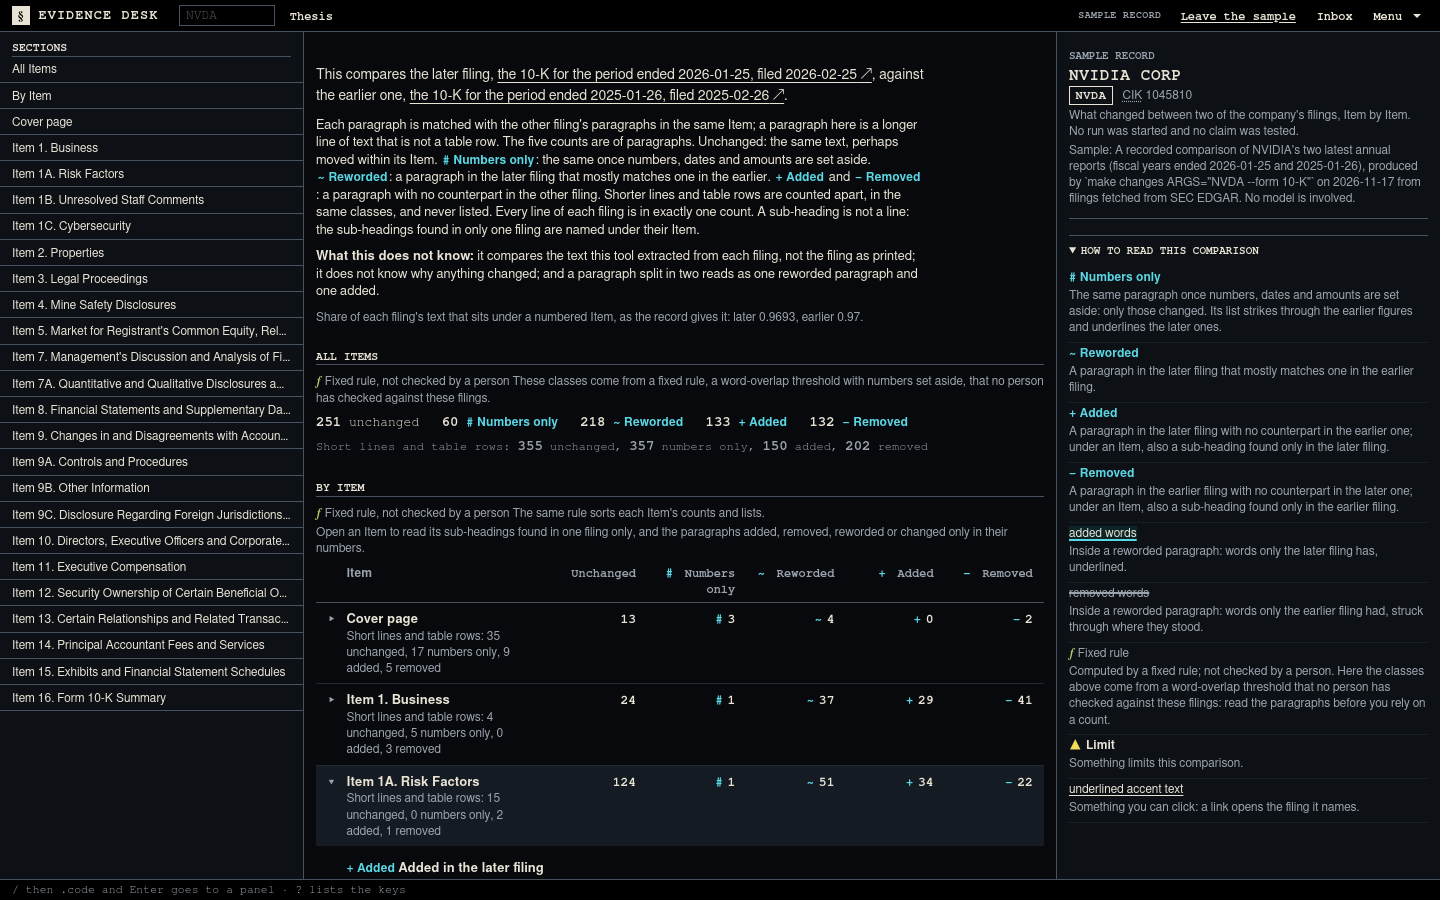 § EVIDENCE DESK NVDA Thesis SAMPLE RECORD Leave the sample Inbox Menu
SECTIONS
All Items
By Item
Cover page
Item 1. Business
Item 1A. Risk Factors
Item 1B. Unresolved Staff Comments
Item 1C. Cybersecurity
Item 2. Properties
Item 3. Legal Proceedings
Item 4. Mine Safety Disclosures
Item 5. Market for Registrant's Common Equity, Rel…
Item 7. Management's Discussion and Analysis of Fi…
Item 7A. Quantitative and Qualitative Disclosures a…
Item 8. Financial Statements and Supplementary Da…
Item 9. Changes in and Disagreements with Accoun…
Item 9A. Controls and Procedures
Item 9B. Other Information
Item 9C. Disclosure Regarding Foreign Jurisdictions…
Item 10. Directors, Executive Officers and Corporate…
Item 11. Executive Compensation
Item 12. Security Ownership of Certain Beneficial O…
Item 13. Certain Relationships and Related Transac…
Item 14. Principal Accountant Fees and Services
Item 15. Exhibits and Financial Statement Schedules
Item 16. Form 10-K Summary
This compares the later filing, the 10-K for the period ended 2026-01-25, filed 2026-02-25 ↗, against
the earlier one, the 10-K for the period ended 2025-01-26, filed 2025-02-26 ↗.
Each paragraph is matched with the other filing's paragraphs in the same Item; a paragraph here is a longer
line of text that is not a table row. The five counts are of paragraphs. Unchanged: the same text, perhaps
moved within its Item. # Numbers only: the same once numbers, dates and amounts are set aside.
~ Reworded: a paragraph in the later filing that mostly matches one in the earlier. + Added and − Removed
: a paragraph with no counterpart in the other filing. Shorter lines and table rows are counted apart, in the
same classes, and never listed. Every line of each filing is in exactly one count. A sub-heading is not a line:
the sub-headings found in only one filing are named under their Item.
What this does not know: it compares the text this tool extracted from each filing, not the filing as printed;
it does not know why anything changed; and a paragraph split in two reads as one reworded paragraph and
one added.
Share of each filing's text that sits under a numbered Item, as the record gives it: later 0.9693, earlier 0.97.
ALL ITEMS
ƒ Fixed rule, not checked by a person These classes come from a fixed rule, a word-overlap threshold with numbers set aside, that no person
has checked against these filings.
251 unchanged 60 # Numbers only 218 ~ Reworded 133 + Added 132 − Removed
Short lines and table rows: 355 unchanged, 357 numbers only, 150 added, 202 removed
BY ITEM
ƒ Fixed rule, not checked by a person The same rule sorts each Item's counts and lists.
Open an Item to read its sub-headings found in one filing only, and the paragraphs added, removed, reworded or changed only in their
numbers.
Item Unchanged # Numbers ~ Reworded + Added − Removed
only
Cover page 13 # 3 ~ 4 + 0 − 2
Short lines and table rows: 35
unchanged, 17 numbers only, 9
added, 5 removed
Item 1. Business 24 # 1 ~ 37 + 29 − 41
Short lines and table rows: 4
unchanged, 5 numbers only, 0
added, 3 removed
Item 1A. Risk Factors 124 # 1 ~ 51 + 34 − 22
Short lines and table rows: 15
unchanged, 0 numbers only, 2
added, 1 removed
+ Added Added in the later filing
SAMPLE RECORD
NVIDIA CORP
NVDA CIK 1045810
What changed between two of the company's filings, Item by Item.
No run was started and no claim was tested.
Sample: A recorded comparison of NVIDIA's two latest annual
reports (fiscal years ended 2026-01-25 and 2025-01-26), produced
by `make changes ARGS="NVDA --form 10-K"` on 2026-11-17 from
filings fetched from SEC EDGAR. No model is involved.
▼ HOW TO READ THIS COMPARISON
# Numbers only
The same paragraph once numbers, dates and amounts are set
aside: only those changed. Its list strikes through the earlier figures
and underlines the later ones.
~ Reworded
A paragraph in the later filing that mostly matches one in the earlier
filing.
+ Added
A paragraph in the later filing with no counterpart in the earlier one;
under an Item, also a sub-heading found only in the later filing.
− Removed
A paragraph in the earlier filing with no counterpart in the later one;
under an Item, also a sub-heading found only in the earlier filing.
added words
Inside a reworded paragraph: words only the later filing has,
underlined.
removed words
Inside a reworded paragraph: words only the earlier filing had, struck
through where they stood.
ƒ Fixed rule
Computed by a fixed rule; not checked by a person. Here the classes
above come from a word-overlap threshold that no person has
checked against these filings: read the paragraphs before you rely on
a count.
Limit
Something limits this comparison.
underlined accent text
Something you can click: a link opens the filing it names.
/ then .code and Enter goes to a panel · ? lists the keys